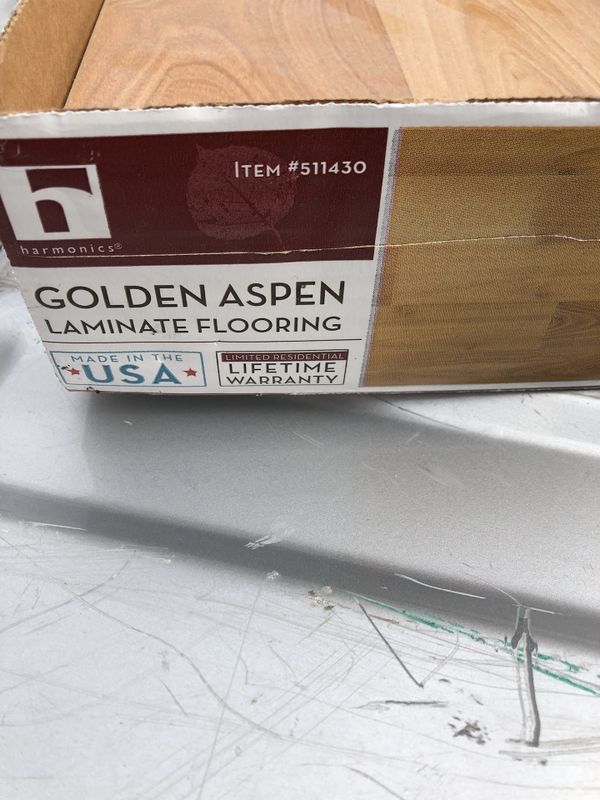 ITEM #511430
h
harmonics®
GOLDEN ASPEN
LAMINATE FLOORING
MADE IN THE
USA
LIMITED RESIDENTIAL
LIFETIME
WARRANTY